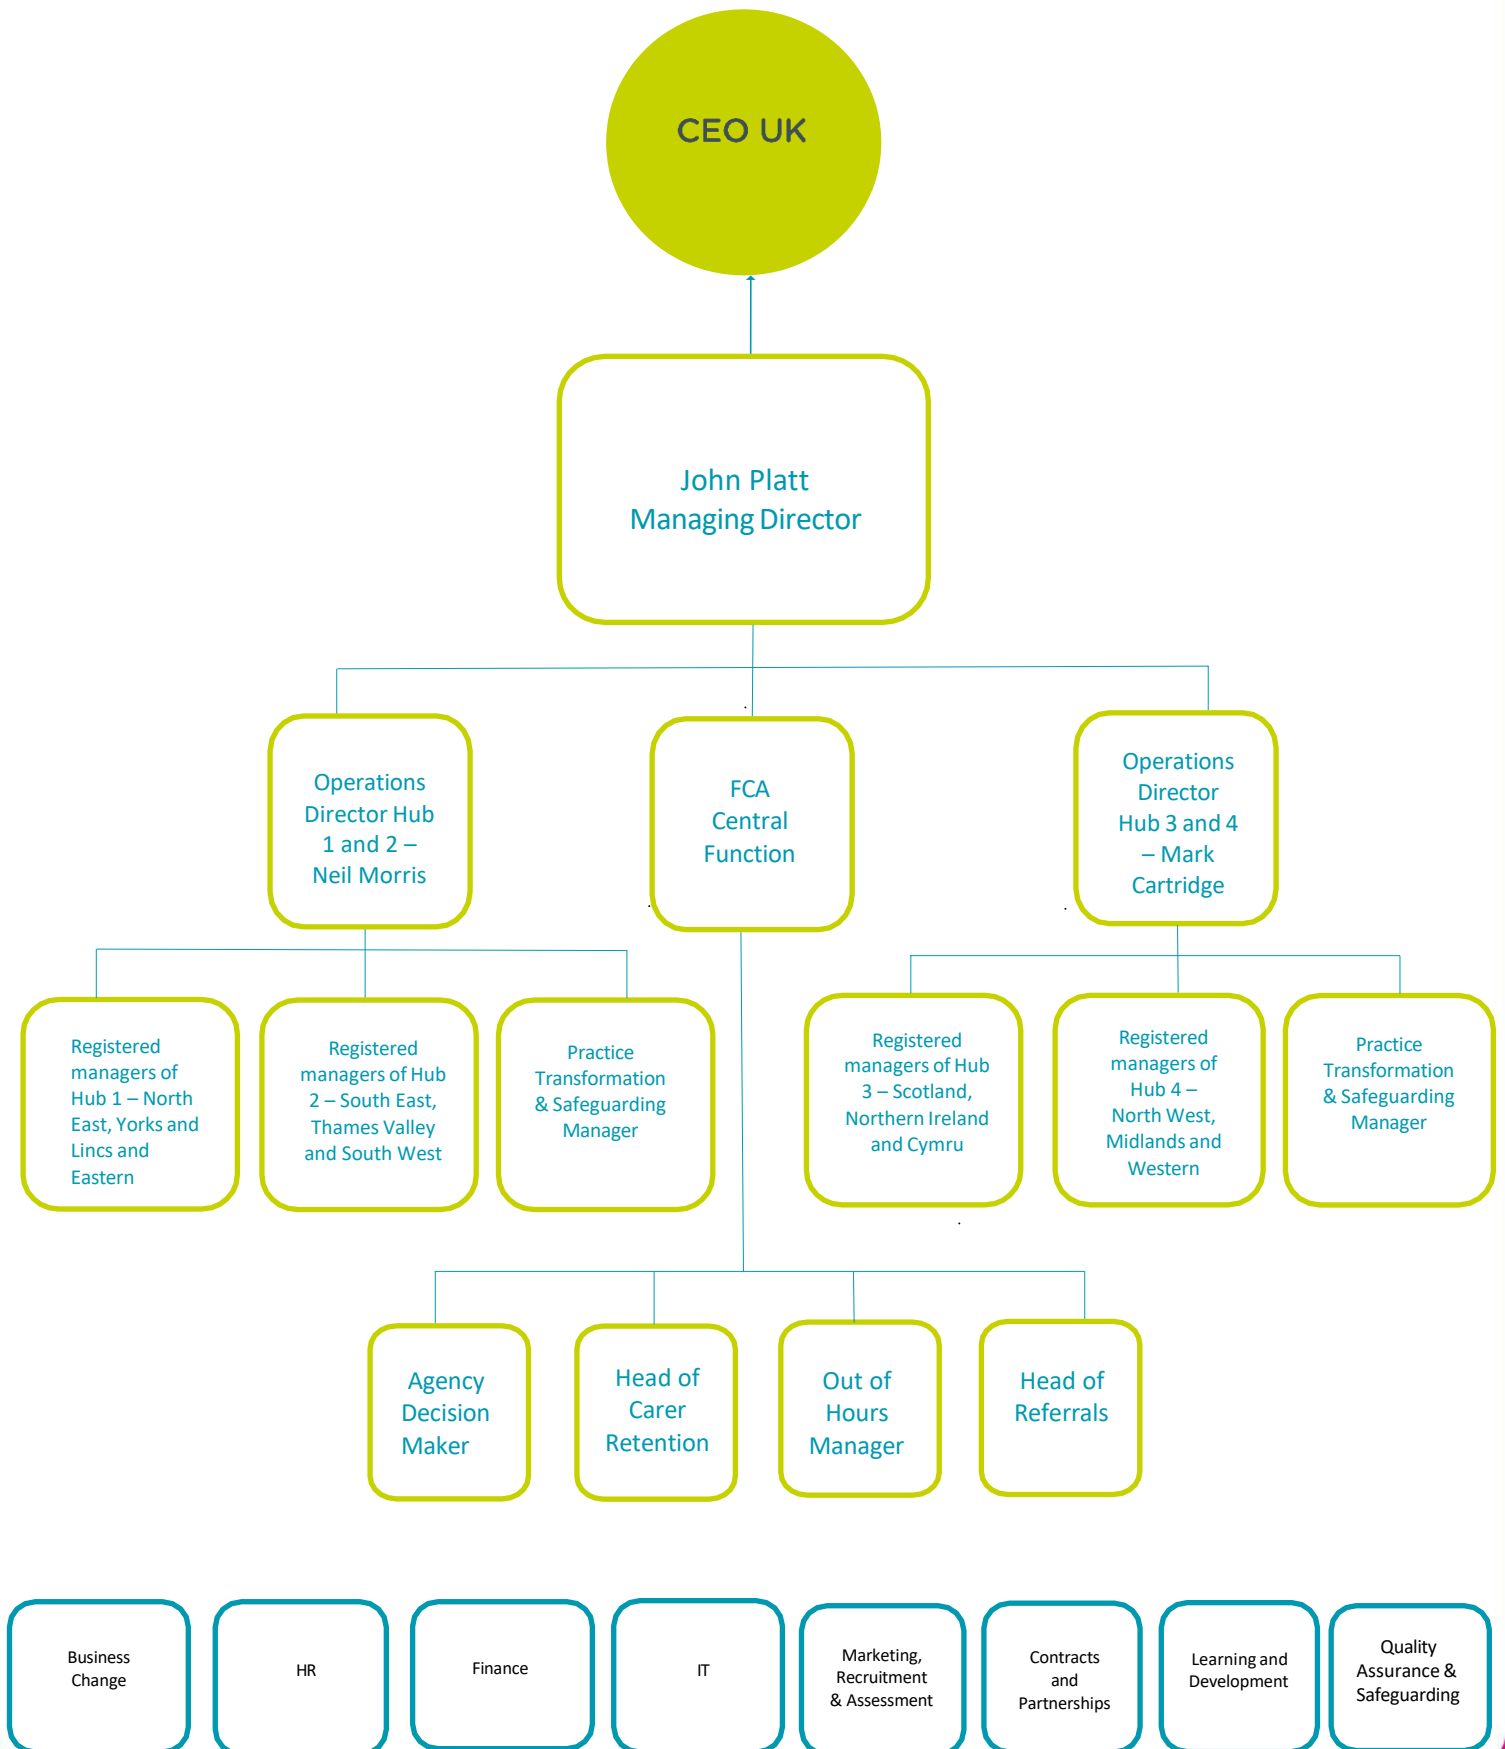 CEO UK
John Platt
Managing Director
Operations
Director Hub
1 and 2 –
Neil Morris
FCA
Central
Function
Operations
Director
Hub 3 and 4
– Mark
Cartridge
Registered
managers of
Hub 1 – North
East, Yorks and
Lincs and
Eastern
Registered
managers of Hub
2 – South East,
Thames Valley
and South West
Practice
Transformation
& Safeguarding
Manager
Registered
managers of Hub
3 – Scotland,
Northern Ireland
and Cymru
Registered
managers of
Hub 4 –
North West,
Midlands and
Western
Practice
Transformation
& Safeguarding
Manager
Agency
Decision
Maker
Head of
Carer
Retention
Out of
Hours
Manager
Head of
Referrals
Business
Change
HR
Finance
IT
Marketing,
Recruitment
& Assessment
Contracts
and
Partnerships
Learning and
Development
Quality
Assurance &
Safeguarding